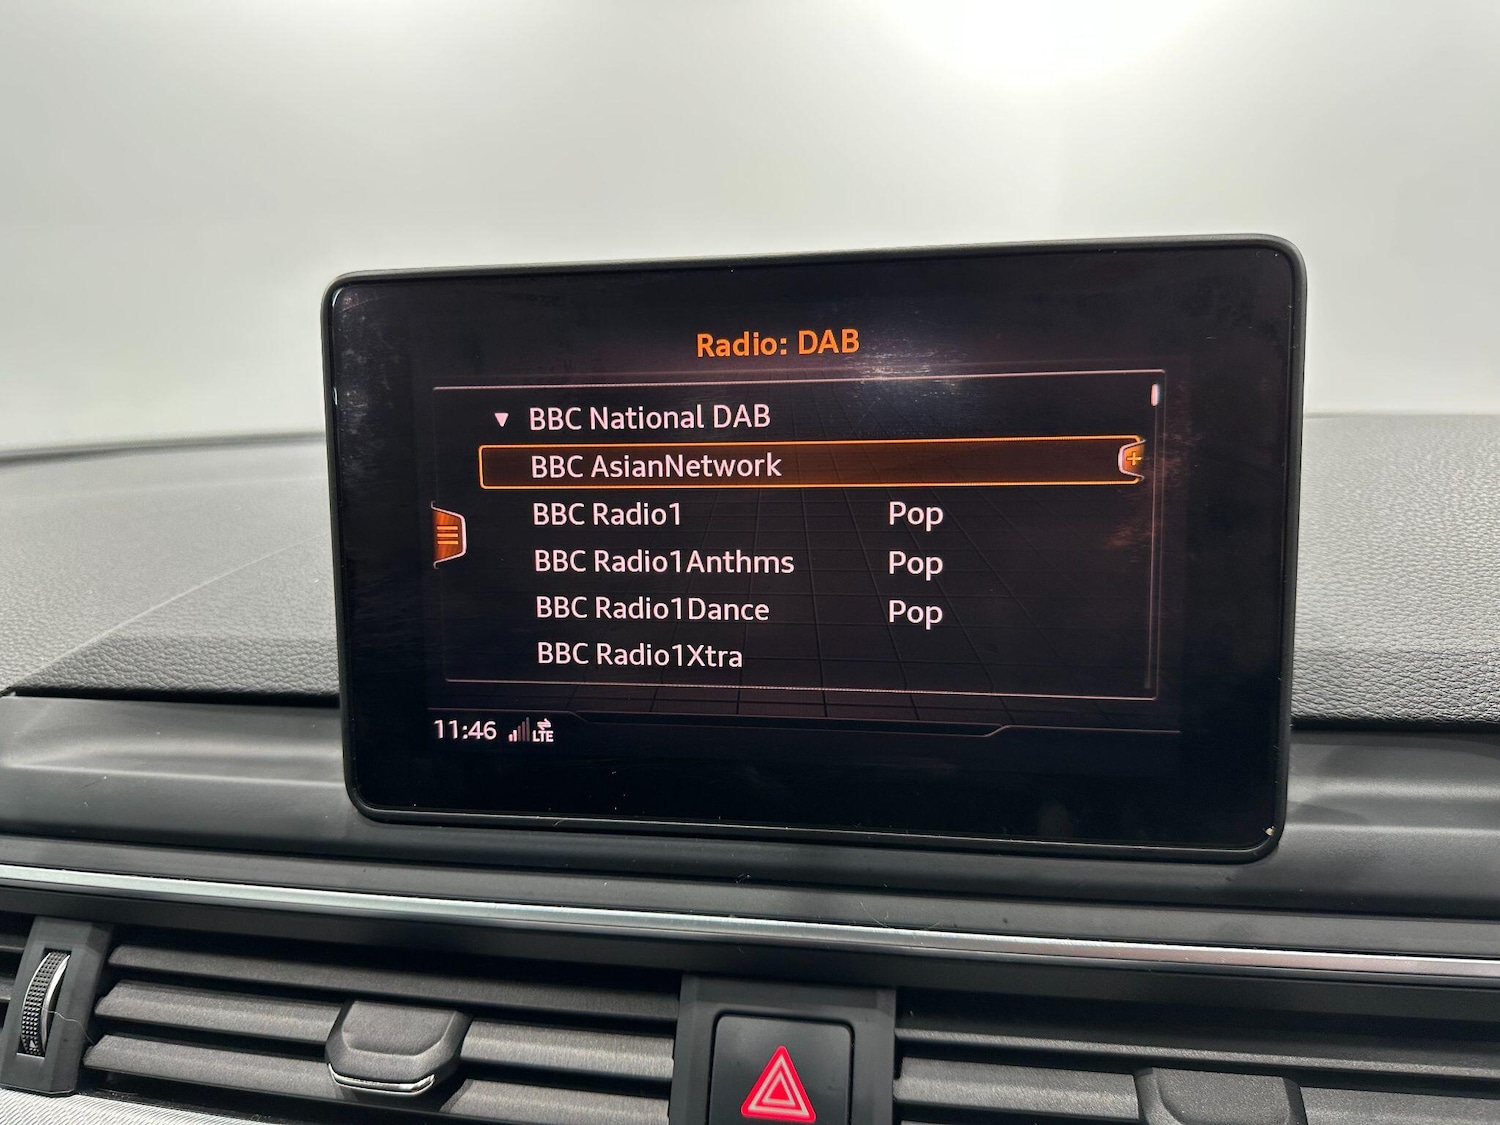 Radio: DAB
▼ BBC National DAB
BBC AsianNetwork
BBC Radio1 Pop
BBC Radio1Anthms Pop
BBC Radio1Dance Pop
BBC Radio1Xtra
11:46 LTE